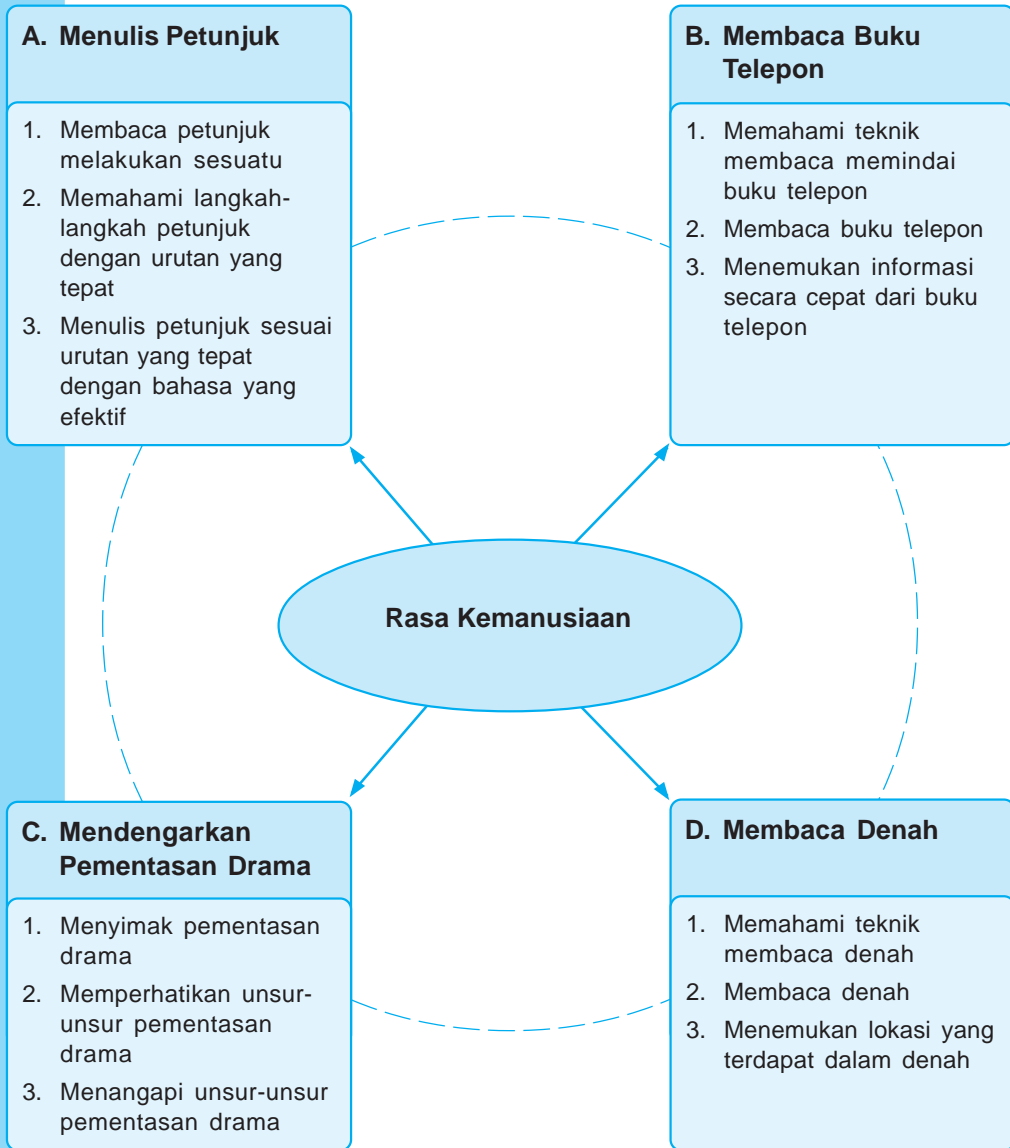 A. Menulis Petunjuk
1. Membaca petunjuk
melakukan sesuatu
2. Memahami langkah-
langkah petunjuk
dengan urutan yang
tepat
3. Menulis petunjuk sesuai
urutan yang tepat
dengan bahasa yang
efektif
B. Membaca Buku
Telepon
1. Memahami teknik
membaca memindai
buku telepon
2. Membaca buku telepon
3. Menemukan informasi
secara cepat dari buku
telepon
Rasa Kemanusiaan
C. Mendengarkan
Pementasan Drama
1. Menyimak pementasan
drama
2. Memperhatikan unsur-
unsur pementasan
drama
3. Menangapi unsur-unsur
pementasan drama
D. Membaca Denah
1. Memahami teknik
membaca denah
2. Membaca denah
3. Menemukan lokasi yang
terdapat dalam denah